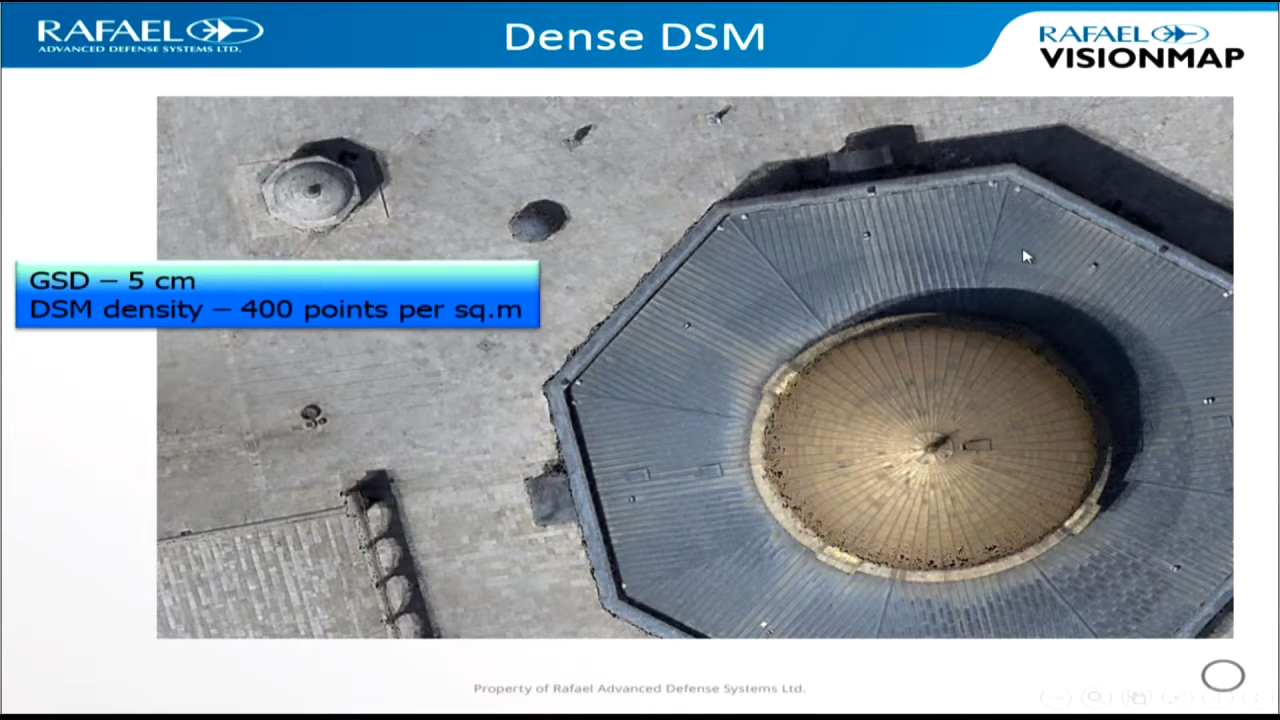 RAFAEL
ADVANCED DEFENSE SYSTEMS LTD.
Dense DSM
RAFAEL
VISIONMAP
GSD – 5 cm
DSM density – 400 points per sq.m
Property of Rafael Advanced Defense Systems Ltd.